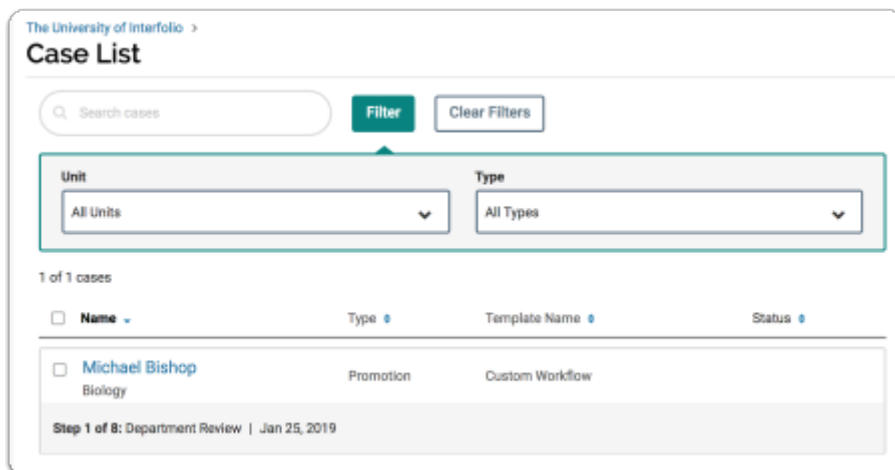 The University of Interfolio >
Case List
Search cases
Filter
Clear Filters
Unit
Type
All Units
All Types
1 of 1 cases
Name Type Template Name Status
Michael Bishop
Biology
Promotion
Custom Workflow
Step 1 of 8: Department Review | Jan 25, 2019